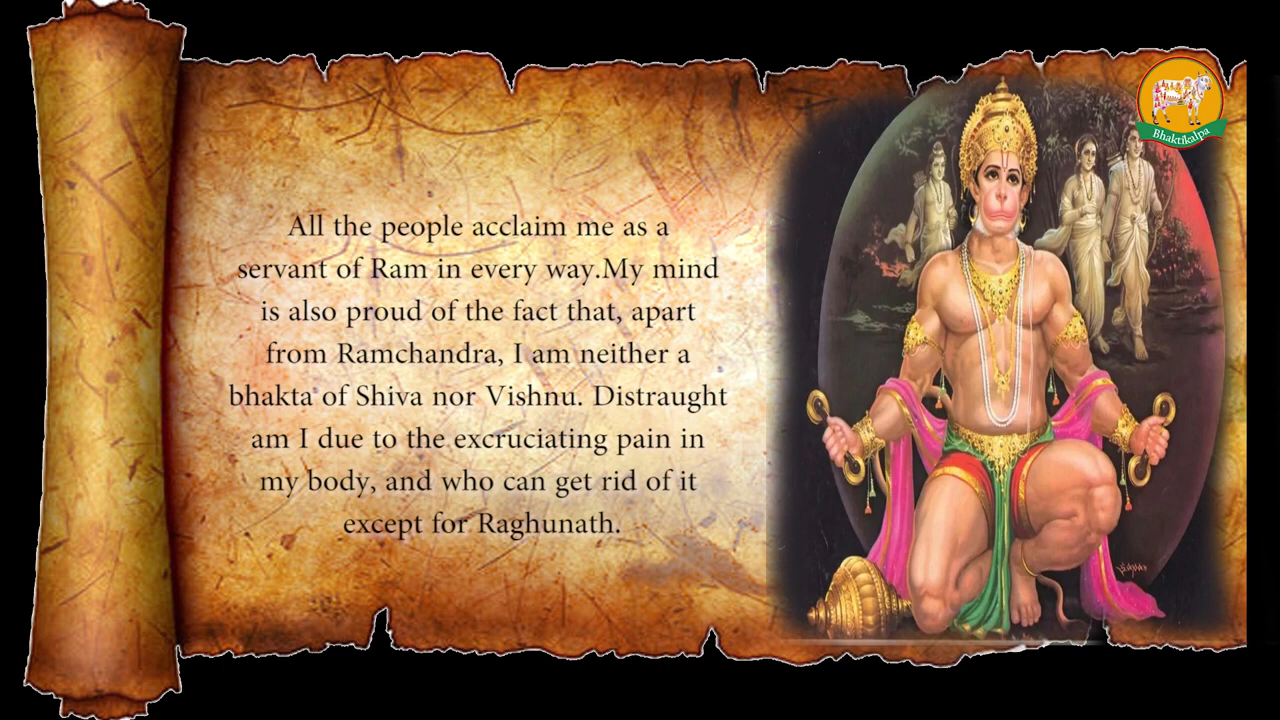 All the people acclaim me as a
servant of Ram in every way.My mind
is also proud of the fact that, apart
from Ramchandra, I am neither a
bhakta of Shiva nor Vishnu. Distraught
am I due to the excruciating pain in
my body, and who can get rid of it
except for Raghunath.
Bhaktikalpa